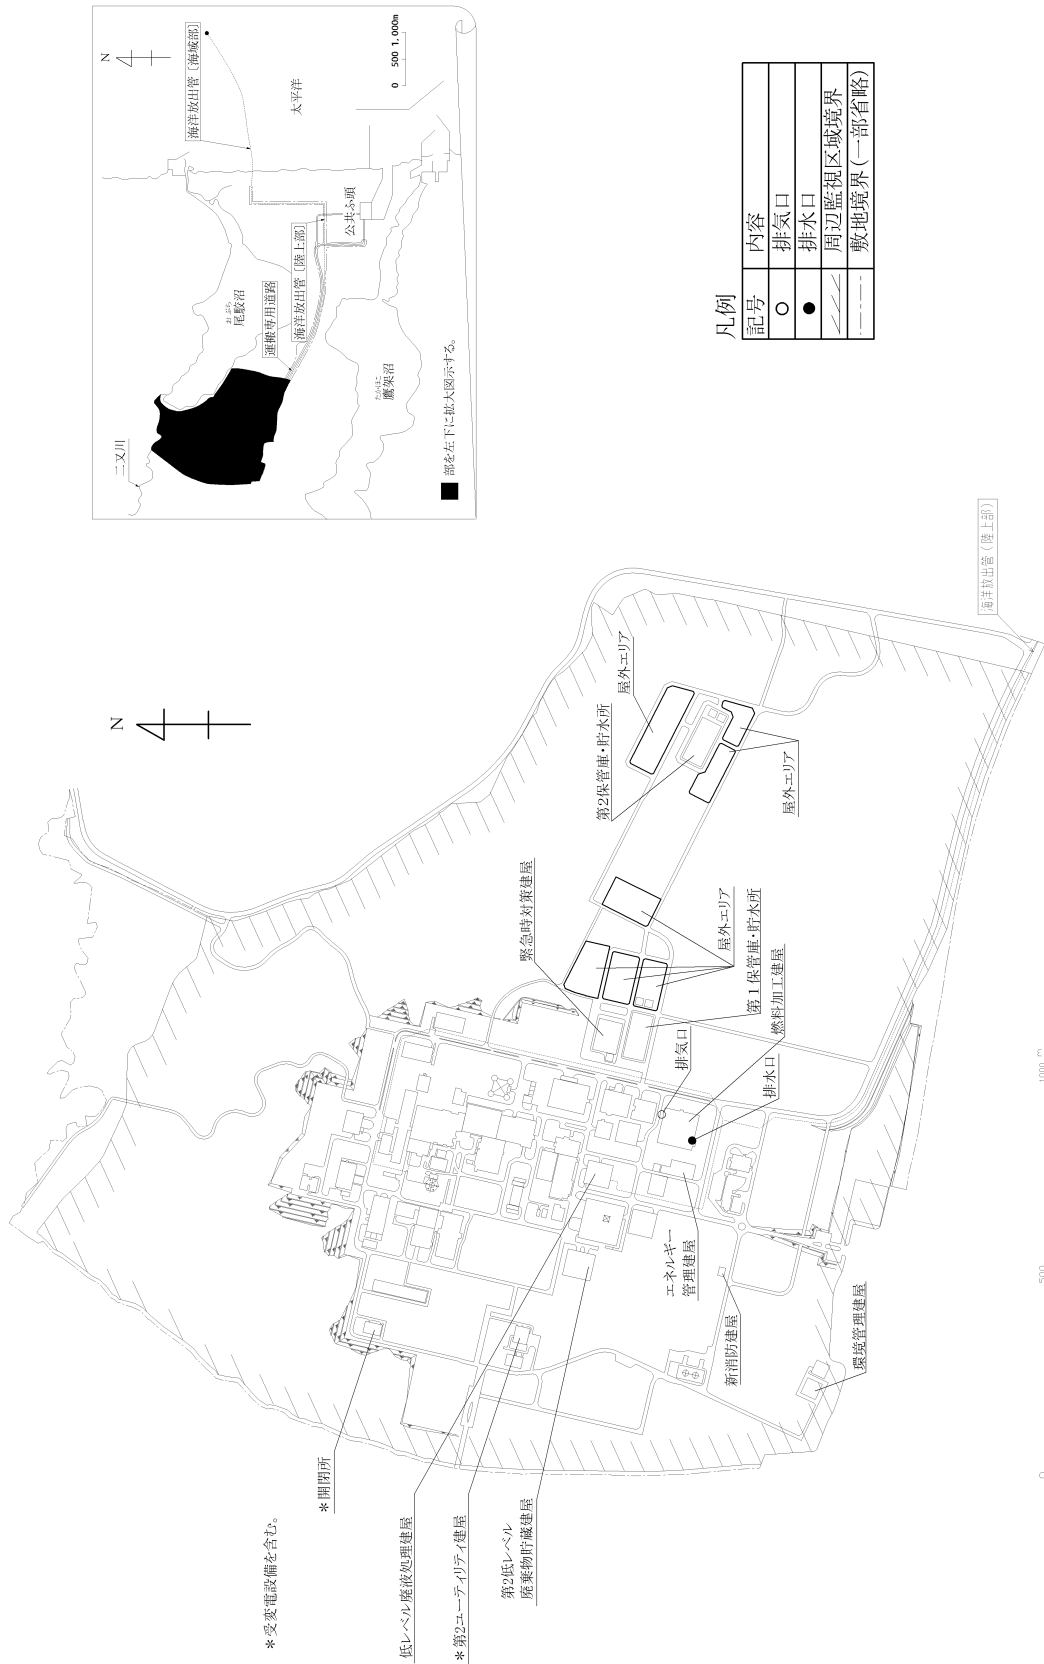 N
二又川
おぶち
尾駮沼
運搬専用道路
海洋放出管〔陸上部〕
公共ふ頭
海洋放出管〔海域部〕
太平洋
たかほこ
鷹架沼
0 500 1,000m
■ 部を左下に拡大図示する。
凡例
記号 内容
○ 排気口
● 排水口
周辺監視区域境界
敷地境界(一部省略)
N
*受変電設備を含む。
*開閉所
低レベル廃液処理建屋
*第2ユーティリティ建屋
第2低レベル
廃棄物貯蔵建屋
エネルギー
管理建屋
新消防建屋
環境管理建屋
緊急時対策建屋
排気口
排水口
燃料加工建屋
第1保管庫・貯水所
屋外エリア
第2保管庫・貯水所
屋外エリア
屋外エリア
海洋放出管(陸上部)
0 500 1000 m